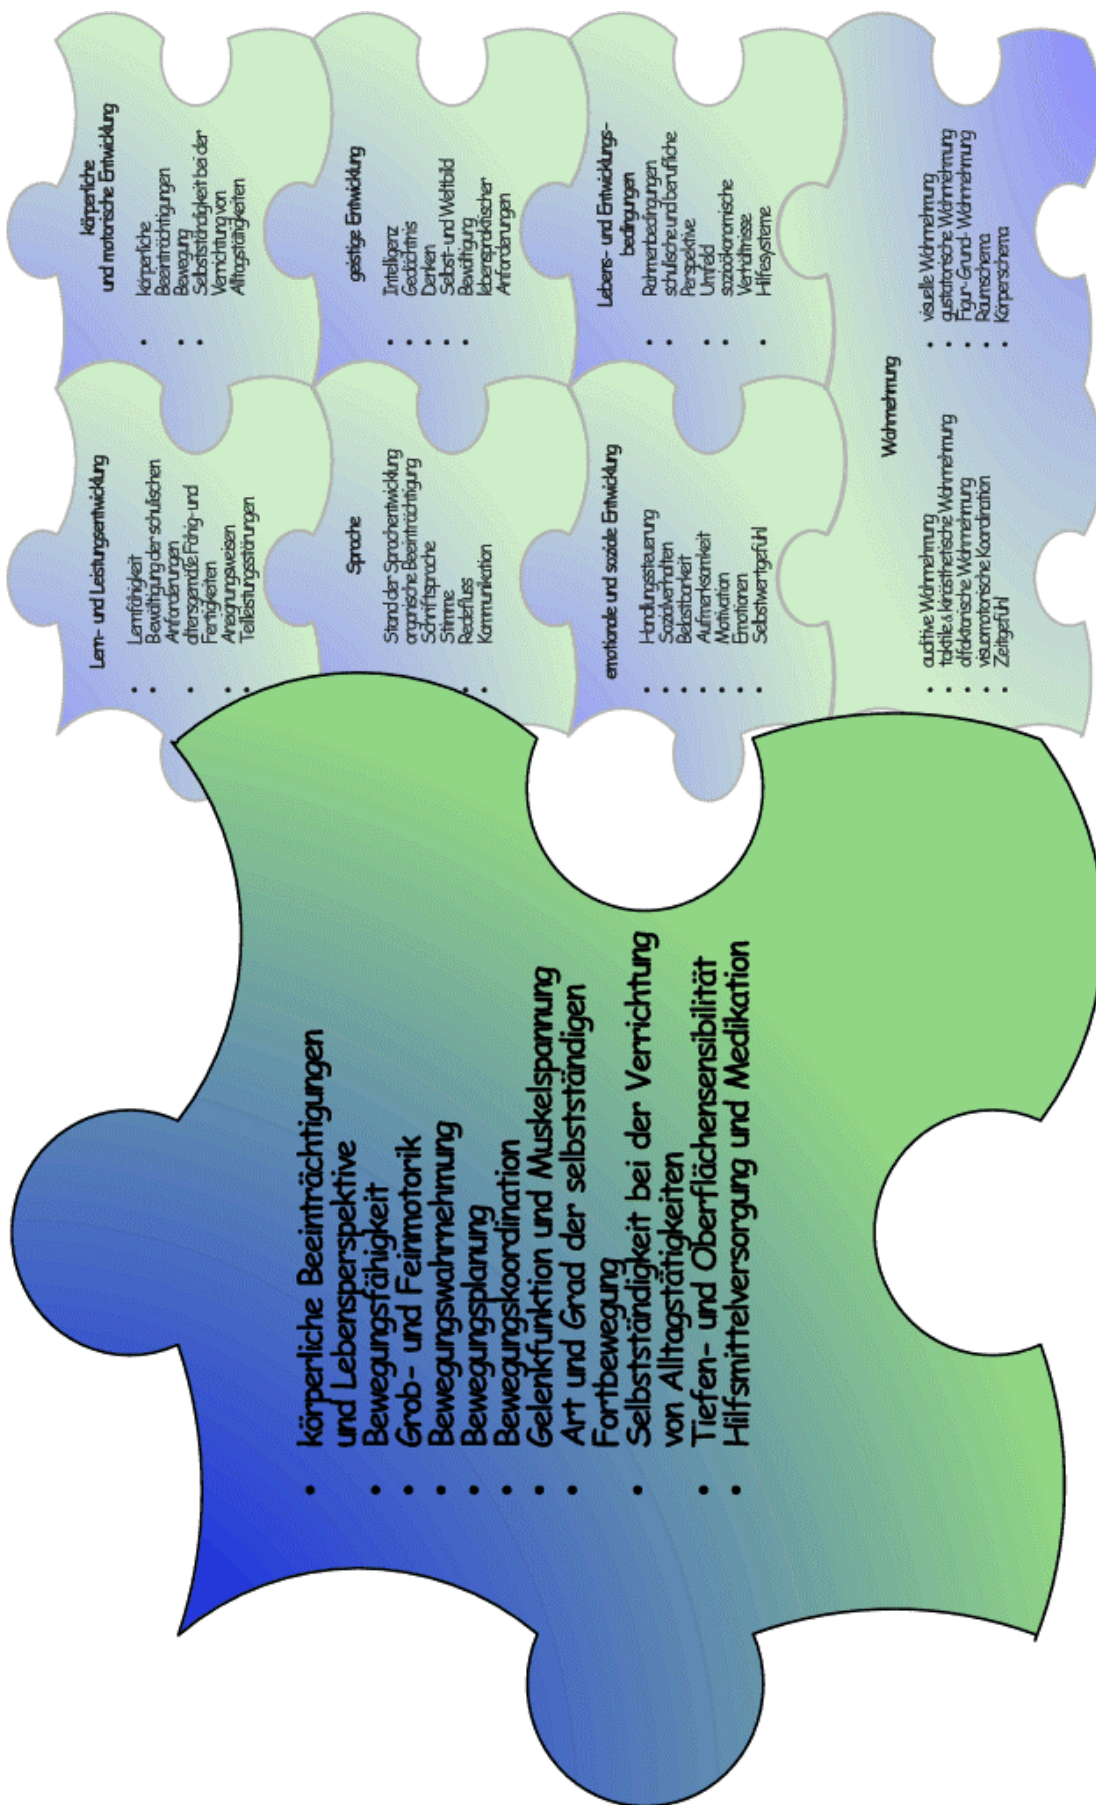 körperliche
und motorische Entwicklung
• körperliche
Beeinträchtigungen
• Bewegung
• Selbstständigkeit bei der
Verrichtung von
Alltagstätigkeiten
geistige Entwicklung
• Intelligenz
• Gedächtnis
• Denken
• Selbst- und Weltbild
• Bewältigung
lebenspraktischer
Anforderungen
Lebens- und Entwicklungs-
bedingungen
• Rahmenbedingungen
• schulische und berufliche
Perspektive
• Umfeld
• sozioökonomische
Verhältnisse
• Hilfesysteme
Lern- und Leistungsentwicklung
• Lernfähigkeit
• Bewältigung der schulischen
Anforderungen
• altersgemäße Fähig- und
Fertigkeiten
• Aneignungsweisen
• Teilleistungsstörungen
Sprache
Stand der Sprachentwicklung
organische Beeinträchtigung
Schriftsprache
Stimme
• Redefluss
• Kommunikation
emotionale und soziale Entwicklung
• Handlungssteuerung
• Sozialverhalten
• Belastbarkeit
• Aufmerksamkeit
• Motivation
• Emotionen
• Selbstwertgefühl
Wahrnehmung
• auditive Wahrnehmung
• taktile & kinästhetische Wahrnehmung
• olfaktorische Wahrnehmung
• visuomotorische Koordination
• Zeitgefühl
• visuelle Wahrnehmung
• gustatorische Wahrnehmung
• Figur-Grund-Wahrnehmung
• Raumschema
• Körperschema
• körperliche Beeinträchtigungen
und Lebensperspektive
• Bewegungsfähigkeit
• Grob- und Feinmotorik
• Bewegungswahrnehmung
• Bewegungsplanung
• Bewegungskoordination
• Gelenkfunktion und Muskelspannung
• Art und Grad der selbstständigen
Fortbewegung
• Selbstständigkeit bei der Verrichtung
von Alltagstätigkeiten
• Tiefen- und Oberflächensensibilität
• Hilfsmittelversorgung und Medikation